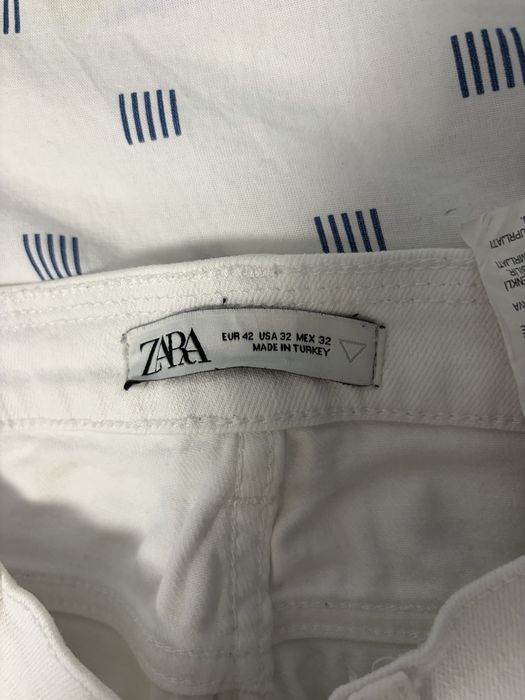 ZARA
EUR 42 USA 32 MEX 32
MADE IN TURKEY